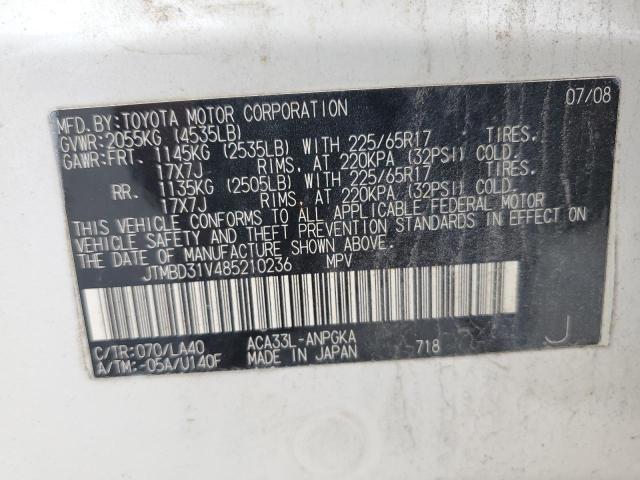 MFD.BY:TOYOTA MOTOR CORPORATION 07/08
GVWR:2055KG (4535LB)
GAWR:FRT. 1145KG (2535LB) WITH 225/65R17 TIRES.
17X7J RIMS. AT 220KPA (32PSI) COLD.
RR. 1135KG (2505LB) WITH 225/65R17 TIRES.
17X7J RIMS. AT 220KPA (32PSI) COLD.
THIS VEHICLE CONFORMS TO ALL APPLICABLE FEDERAL MOTOR
VEHICLE SAFETY AND THEFT PREVENTION STANDARDS IN EFFECT ON
THE DATE OF MANUFACTURE SHOWN ABOVE.
JTMBD31V485210236 MPV
C/TR:070/LA40 ACA33L-ANPGKA J
A/TM:-05A/U140F MADE IN JAPAN 718